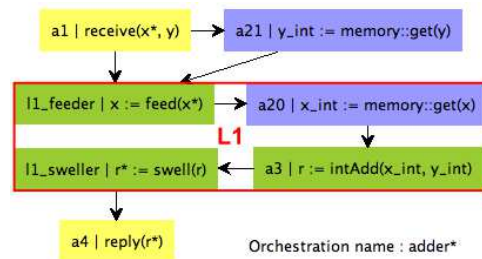 a1 | receive(x*, y)
a21 | y_int := memory::get(y)
l1_feeder | x := feed(x*)
a20 | x_int := memory::get(x)
L1
l1_sweller | r* := swell(r)
a3 | r := intAdd(x_int, y_int)
a4 | reply(r*)
Orchestration name : adder*